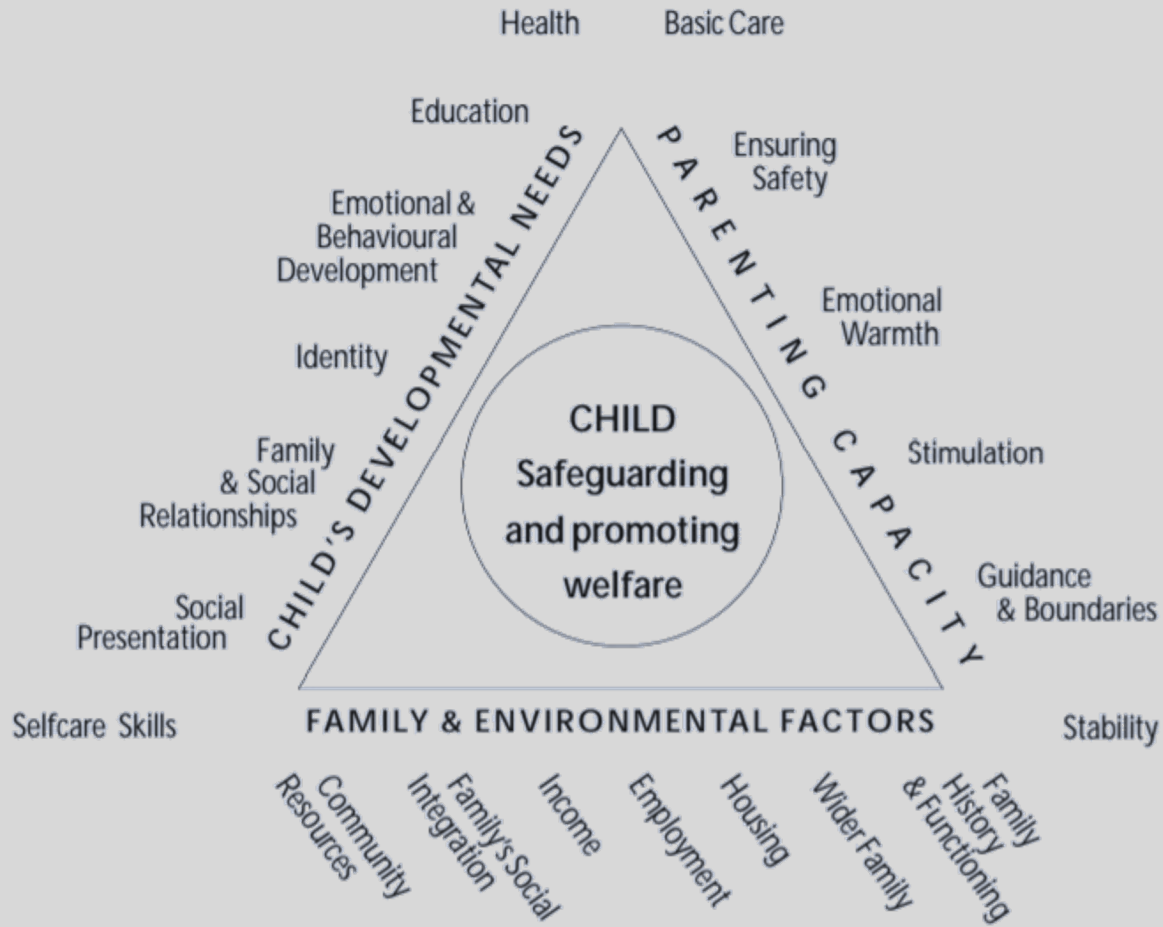 Health
Basic Care
Education
Ensuring
Safety
Emotional &
Behavioural
Development
Emotional
Warmth
Identity
Family
& Social
Relationships
Stimulation
Social
Presentation
Guidance
& Boundaries
Selfcare Skills
Stability
CHILD'S DEVELOPMENTAL NEEDS
PARENTING CAPACITY
CHILD
Safeguarding
and promoting
welfare
FAMILY & ENVIRONMENTAL FACTORS
Community
Resources
Family's Social
Integration
Income
Employment
Housing
Wider Family
Family
History
& Functioning